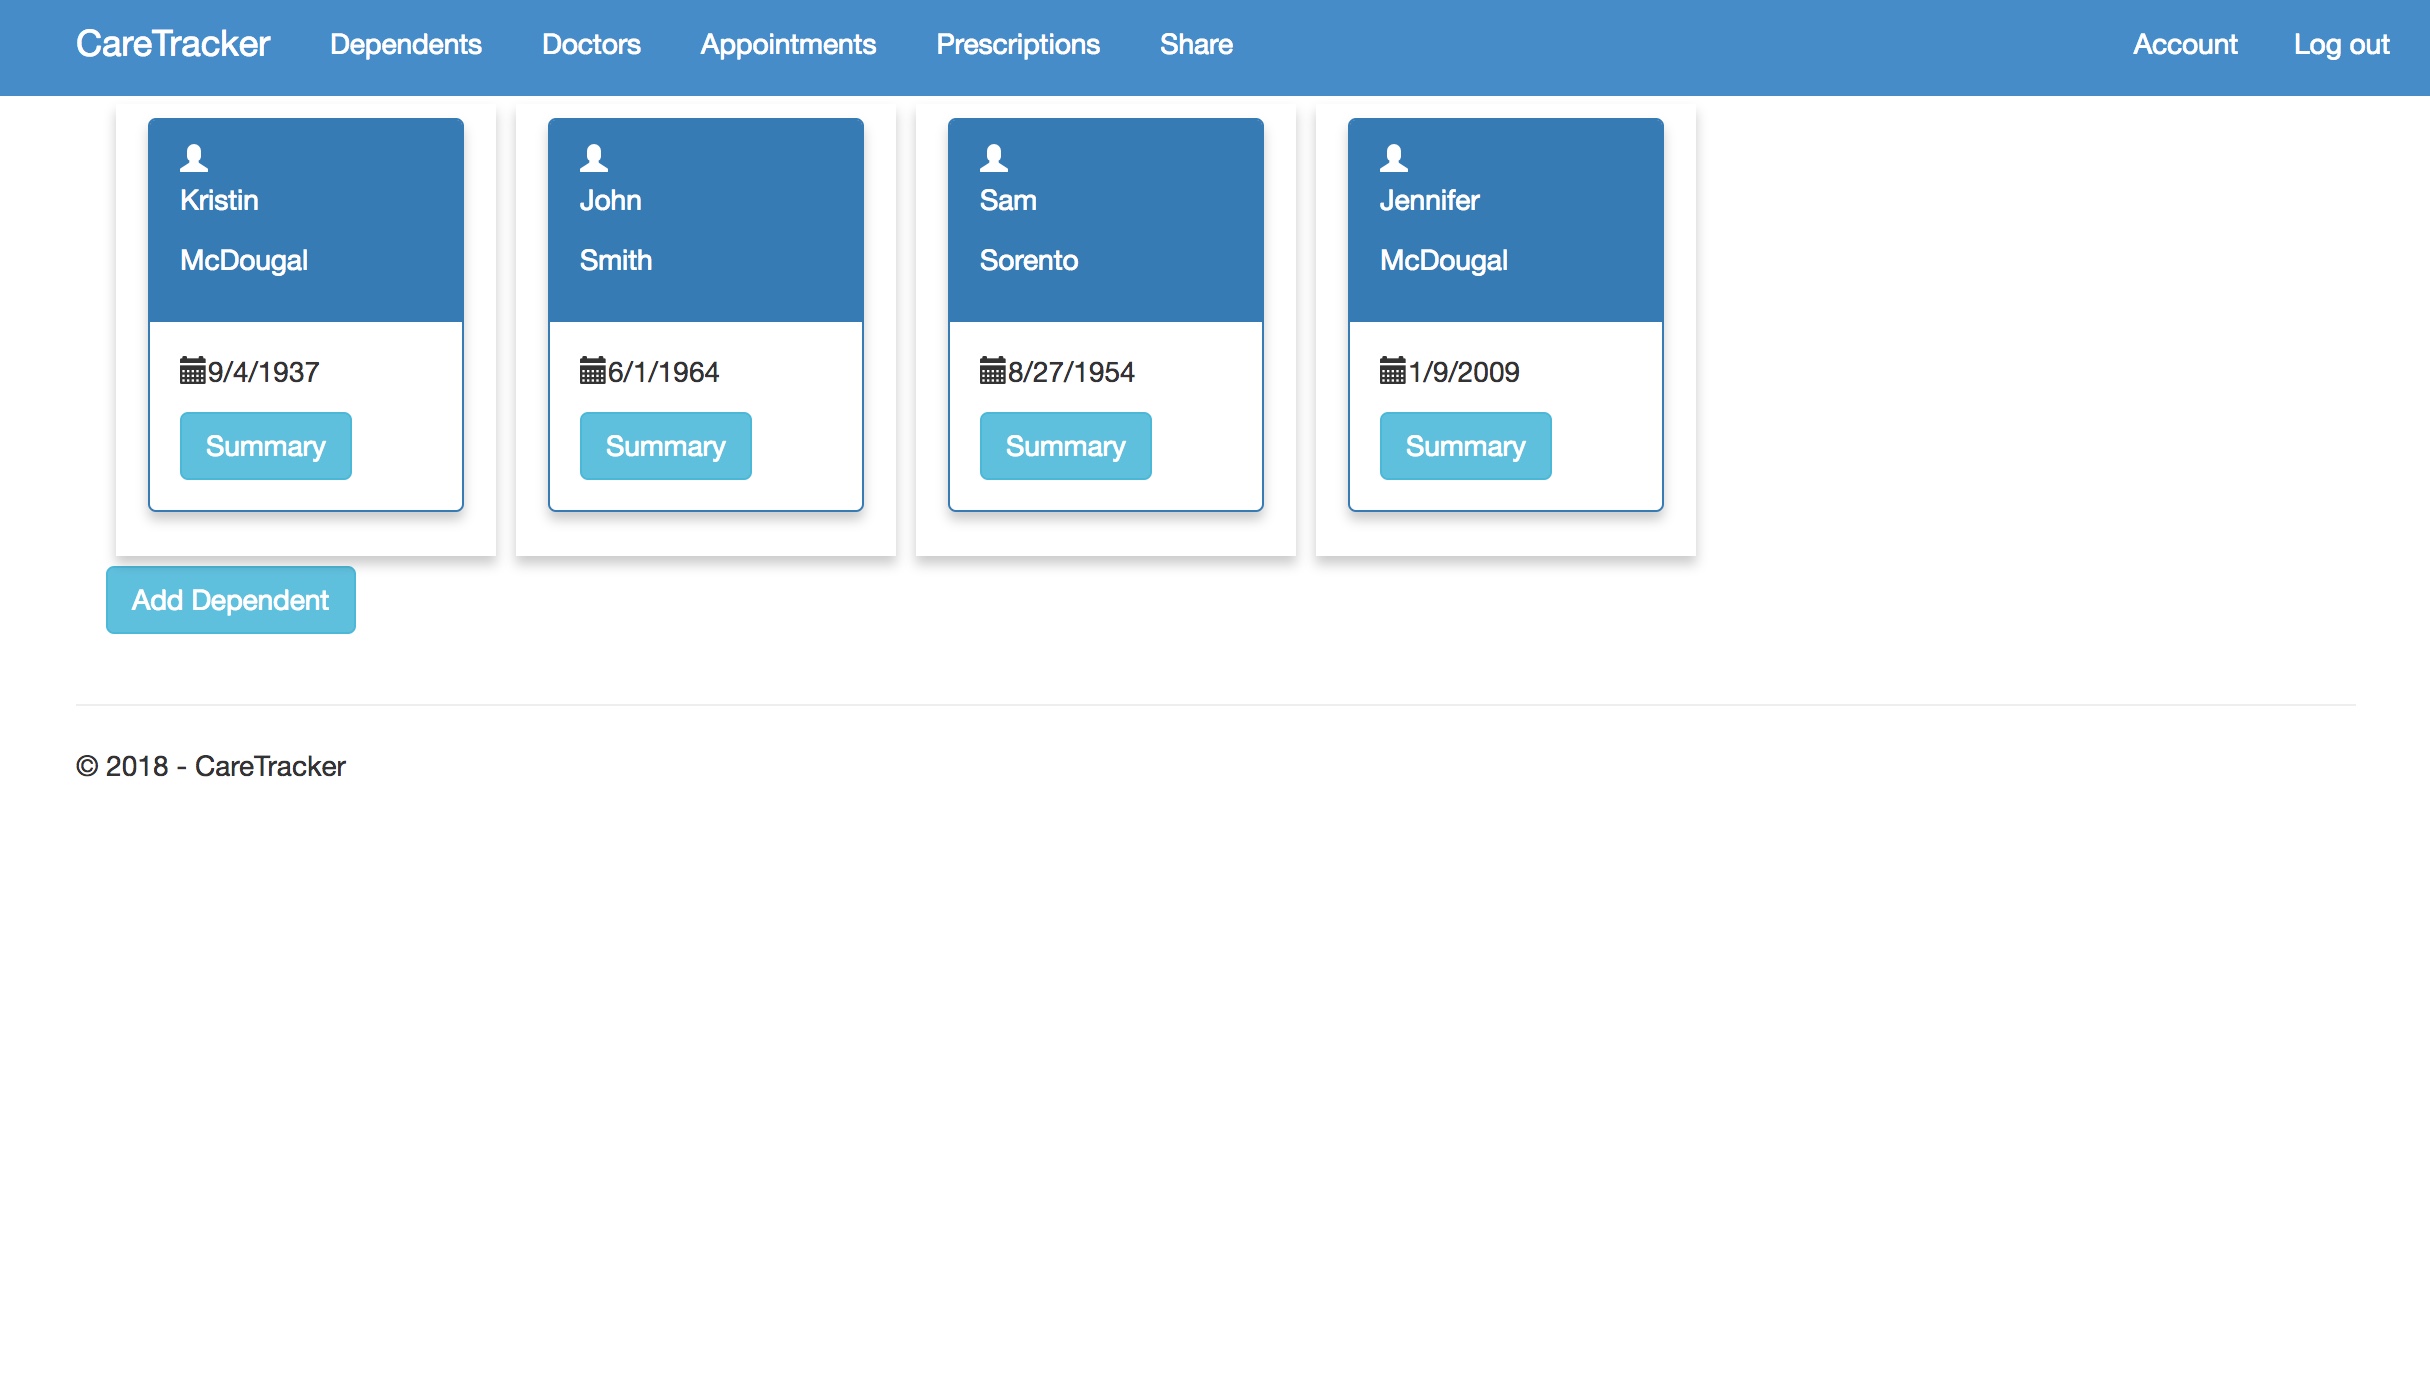 CareTracker Dependents Doctors Appointments Prescriptions Share Account Log out
Kristin
McDougal
9/4/1937
Summary
John
Smith
6/1/1964
Summary
Sam
Sorento
8/27/1954
Summary
Jennifer
McDougal
1/9/2009
Summary
Add Dependent
© 2018 - CareTracker